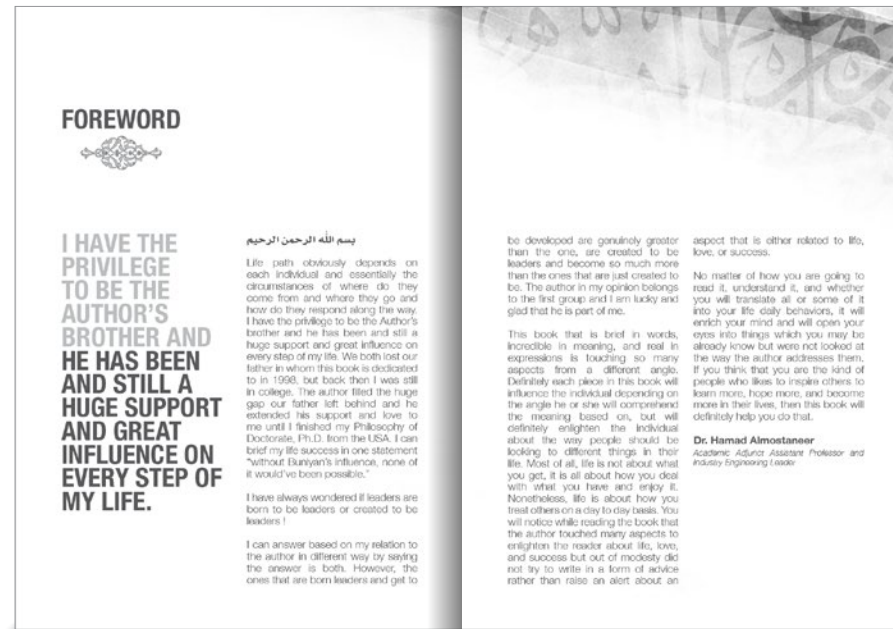 FOREWORD
I HAVE THE
PRIVILEGE
TO BE THE
AUTHOR'S
BROTHER AND
HE HAS BEEN
AND STILL A
HUGE SUPPORT
AND GREAT
INFLUENCE ON
EVERY STEP OF
MY LIFE.
بسم الله الرحمن الرحيم
Life path obviously depends on
each individual and essentially the
circumstances of where do they
come from and where they go and
how do they respond along the way.
I have the privilege to be the Author's
brother and he has been and still a
huge support and great influence on
every step of my life. We both lost our
father in whom this book is dedicated
to in 1998, but back then I was still
in college. The author filled the huge
gap our father left behind and he
extended his support and love to
me until I finished my Philosophy of
Doctorate, Ph.D. from the USA. I can
brief my life success in one statement
"without Buniyan's influence, none of
it would've been possible."
I have always wondered if leaders are
born to be leaders or created to be
leaders !
I can answer based on my relation to
the author in different way by saying
the answer is both. However, the
ones that are born leaders and get to
be developed are genuinely greater
than the one, are created to be
leaders and become so much more
than the ones that are just created to
be. The author in my opinion belongs
to the first group and I am lucky and
glad that he is part of me.
This book that is brief in words,
incredible in meaning, and real in
expressions is touching so many
aspects from a different angle.
Definitely each piece in this book will
influence the individual depending on
the angle he or she will comprehend
the meaning based on, but will
definitely enlighten the individual
about the way people should be
looking to different things in their
life. Most of all, life is not about what
you get, it is all about how you deal
with what you have and enjoy it.
Nonetheless, life is about how you
treat others on a day to day basis. You
will notice while reading the book that
the author touched many aspects to
enlighten the reader about life, love,
and success but out of modesty did
not try to write in a form of advice
rather than raise an alert about an
aspect that is either related to life,
love, or success.
No matter of how you are going to
read it, understand it, and whether
you will translate all or some of it
into your life daily behaviors, it will
enrich your mind and will open your
eyes into things which you may be
already know but were not looked at
the way the author addresses them.
If you think that you are the kind of
people who likes to inspire others to
learn more, hope more, and become
more in their lives, then this book will
definitely help you do that.
Dr. Hamad Almostaneer
Academic Adjunct Assistant Professor and
Industry Engineering Leader